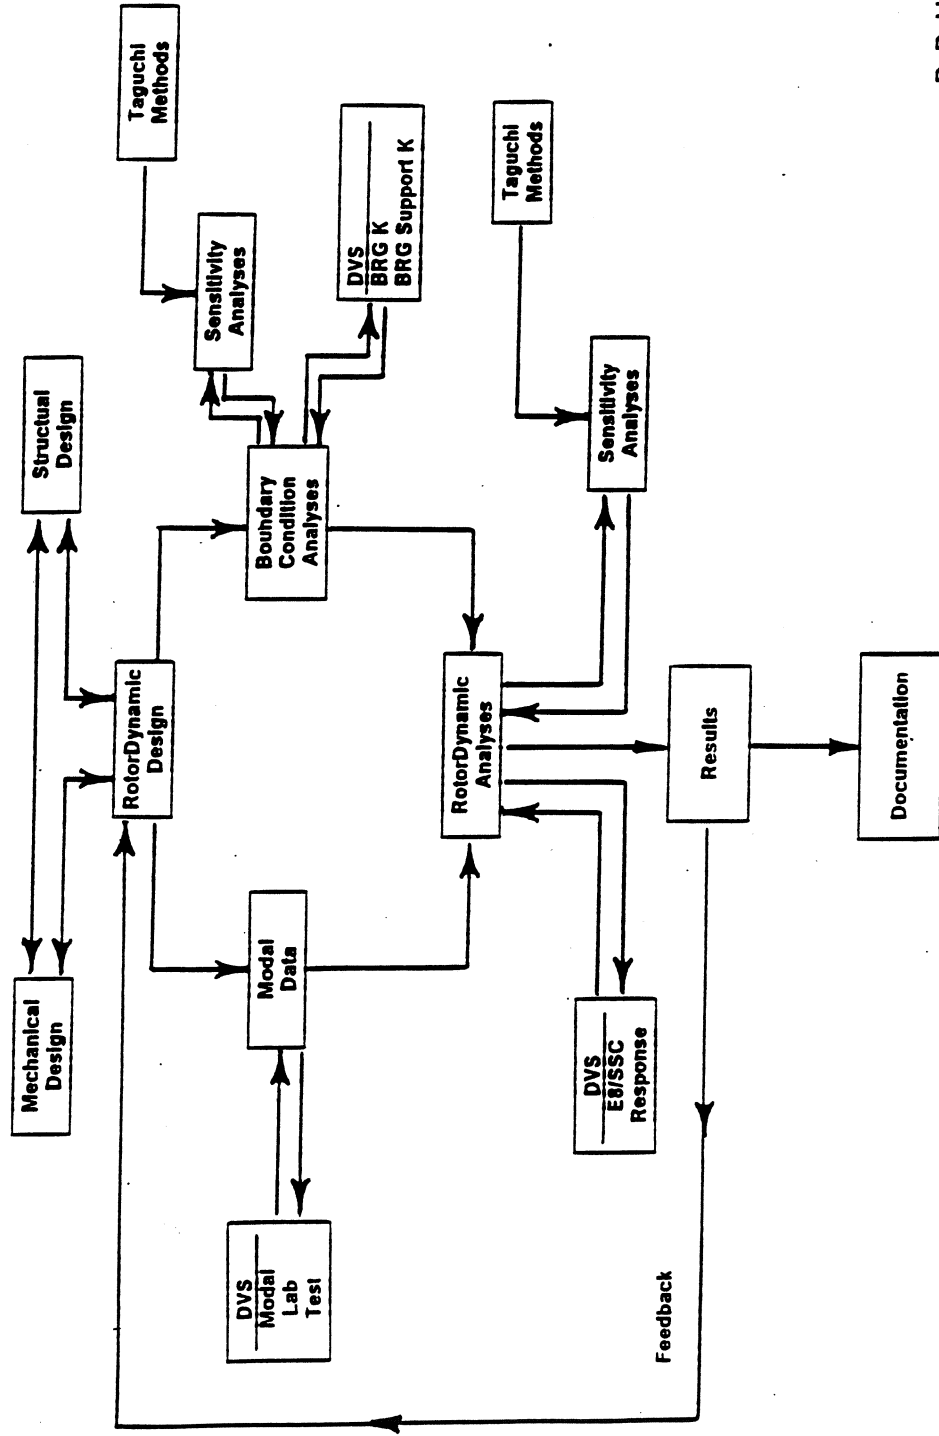 Mechanical
Design
Structual
Design
RotorDynamic
Design
Taguchi
Methods
Sensitivity
Analyses
DVS
Modal
Lab
Test
Modal
Data
Boundary
Condition
Analyses
DVS
BRG K
BRG Support K
RotorDynamic
Analyses
Taguchi
Methods
Sensitivity
Analyses
DVS
E8/SSC
Response
Results
Feedback
Documentation